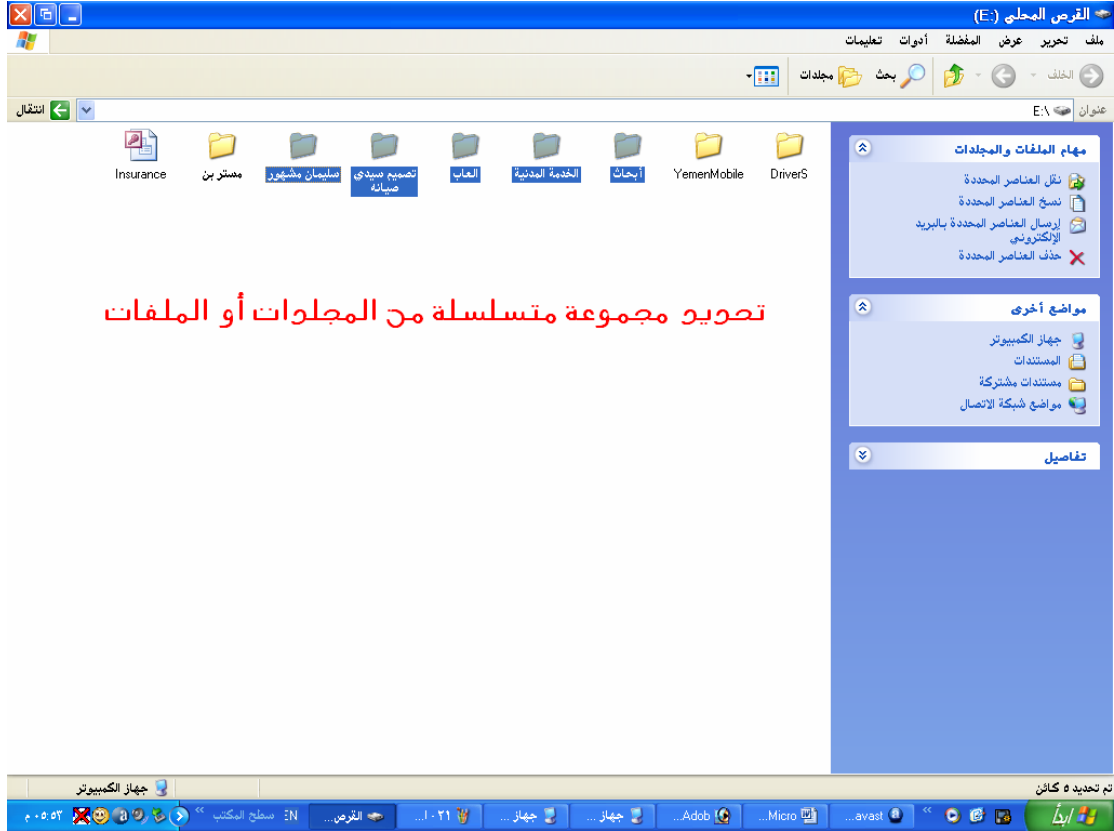 القرص المحلي (E:)
ملف تحرير عرض المفضلة أدوات تعليمات
الخلف بحث مجلدات
عنوان E:\ انتقال
مهام الملفات والمجلدات
نقل العناصر المحددة
نسخ العناصر المحددة
إرسال العناصر المحددة بالبريد
الإلكتروني
حذف العناصر المحددة
مواضع أخرى
جهاز الكمبيوتر
المستندات
مستندات مشتركة
مواضع شبكة الاتصال
تفاصيل
DriverS YemenMobile أبحاث الخدمة المدنية العاب تصميم سيدي سليمان مشهور مستر بن Insurance
صيانه
تحديد مجموعة متسلسلة من المجلدات أو الملفات
تم تحديد ٥ كائن جهاز الكمبيوتر
ابدأ avast... Micro... Adob... جهاز... جهاز... ٢١-١... القرص... EN سطح المكتب ٠٥:٥٣ م